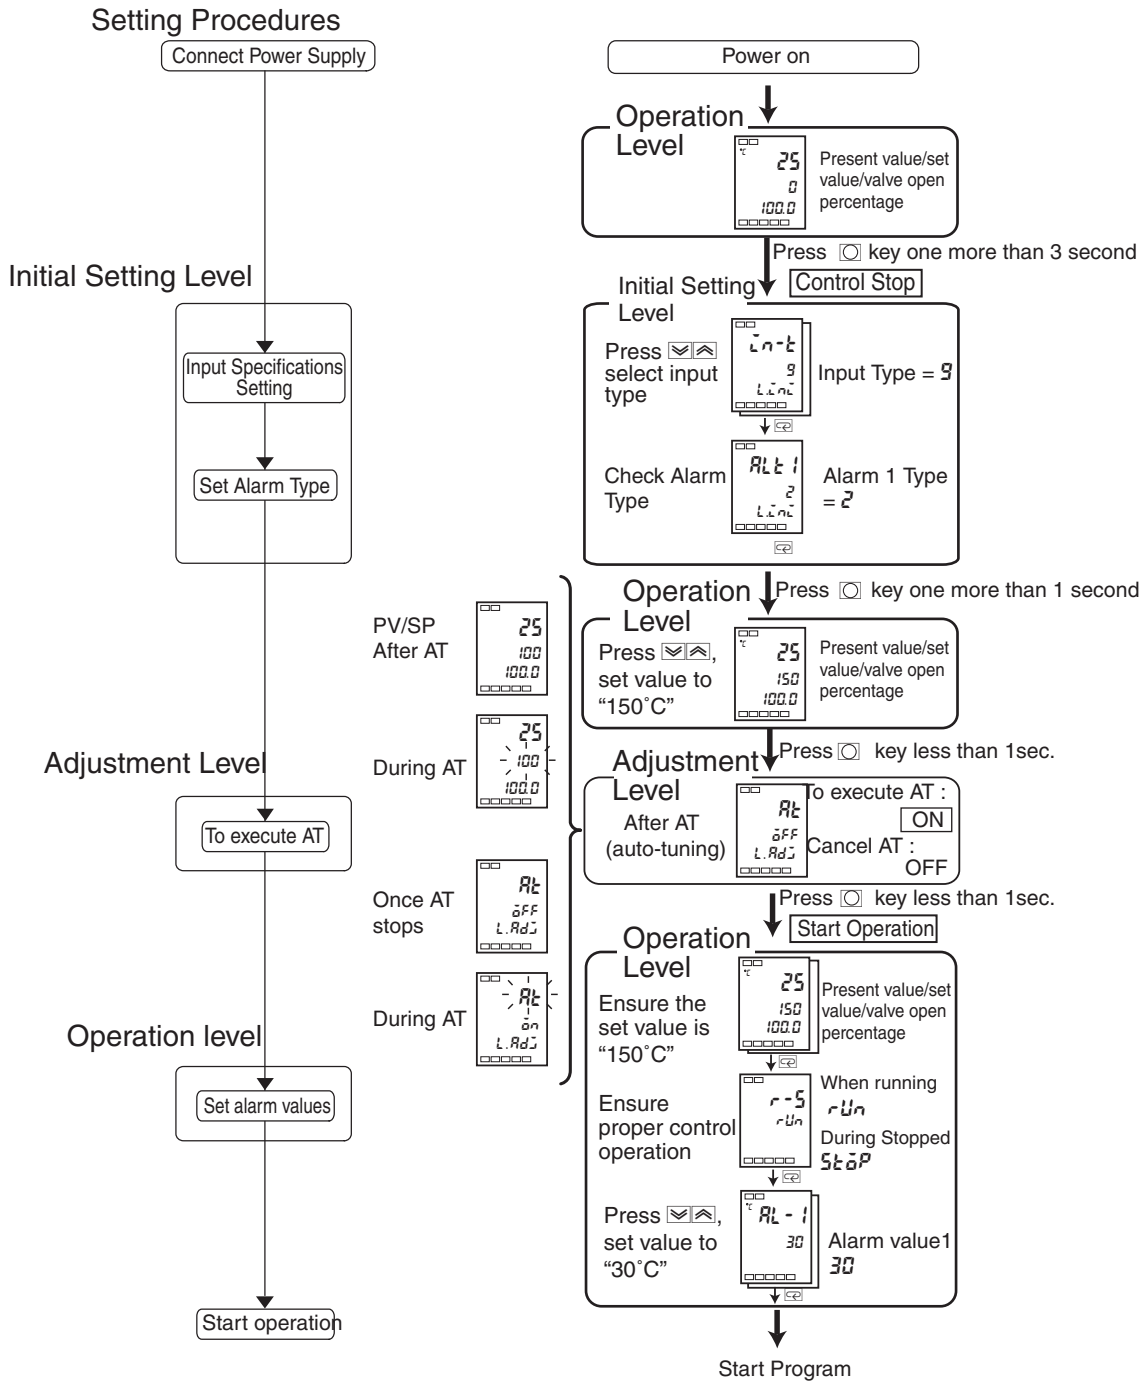 Setting Procedures
Connect Power Supply
Initial Setting Level
Input Specifications
Setting
Set Alarm Type
Adjustment Level
To execute AT
Operation level
Set alarm values
Start operation
PV/SP
After AT
25
100
100.0
During AT
25
100
100.0
Once AT
stops
At
oFF
L.AdJ
During AT
At
on
L.AdJ
Power on
Operation
Level
°C
25
0
100.0
Present value/set
value/valve open
percentage
Press key one more than 3 second
Control Stop
Initial Setting
Level
Press
select input
type
in-t
9
L.ini
Input Type = 9
Check Alarm
Type
ALt1
2
L.ini
Alarm 1 Type
= 2
Press key one more than 1 second
Operation
Level
Press ,
set value to
“150˚C”
°C
25
150
100.0
Present value/set
value/valve open
percentage
Press key less than 1sec.
Adjustment
Level
After AT
(auto-tuning)
At
oFF
L.AdJ
To execute AT :
ON
Cancel AT :
OFF
Press key less than 1sec.
Start Operation
Operation
Level
Ensure the
set value is
“150˚C”
°C
25
150
100.0
Present value/set
value/valve open
percentage
Ensure
proper control
operation
r-S
rUn
When running
rUn
During Stopped
StoP
Press ,
set value to
“30˚C”
°C
AL-1
30
Alarm value1
30
Start Program